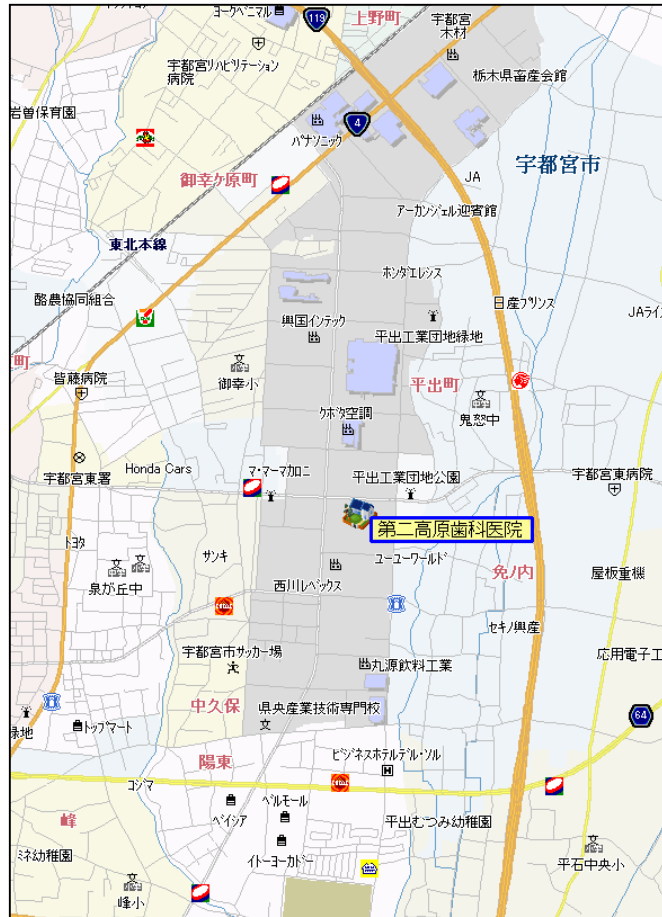 ヨークベニマル
119
上野町
宇都宮
木材
宇都宮リハビリテーション
病院
栃木県畜産会館
岩曽保育園
4
パナソニック
宇都宮市
JA
御幸ケ原町
アーカンジェル迎賓館
東北本線
ホンダエレシス
酪農協同組合
日産プリンス
JAライ
興国インテック
平出工業団地緑地
町
皆藤病院
御幸小
平出町
鬼怒中
クボタ空調
宇都宮東署
Honda Cars
マ・マーマカロニ
平出工業団地公園
宇都宮東病院
第二高原歯科医院
トヨタ
サンキ
ユーユーワールド
泉が丘中
西川レベックス
免ノ内
屋板重機
セキノ興産
宇都宮市サッカー場
丸源飲料工業
応用電子工
中久保
県央産業技術専門校
緑地
トップマート
64
陽東
ビジネスホテルデル・ソル
コジマ
ベルモール
ベイシア
峰
平出むつみ幼稚園
イトーヨーカドー
ミネ幼稚園
平石中央小
峰小